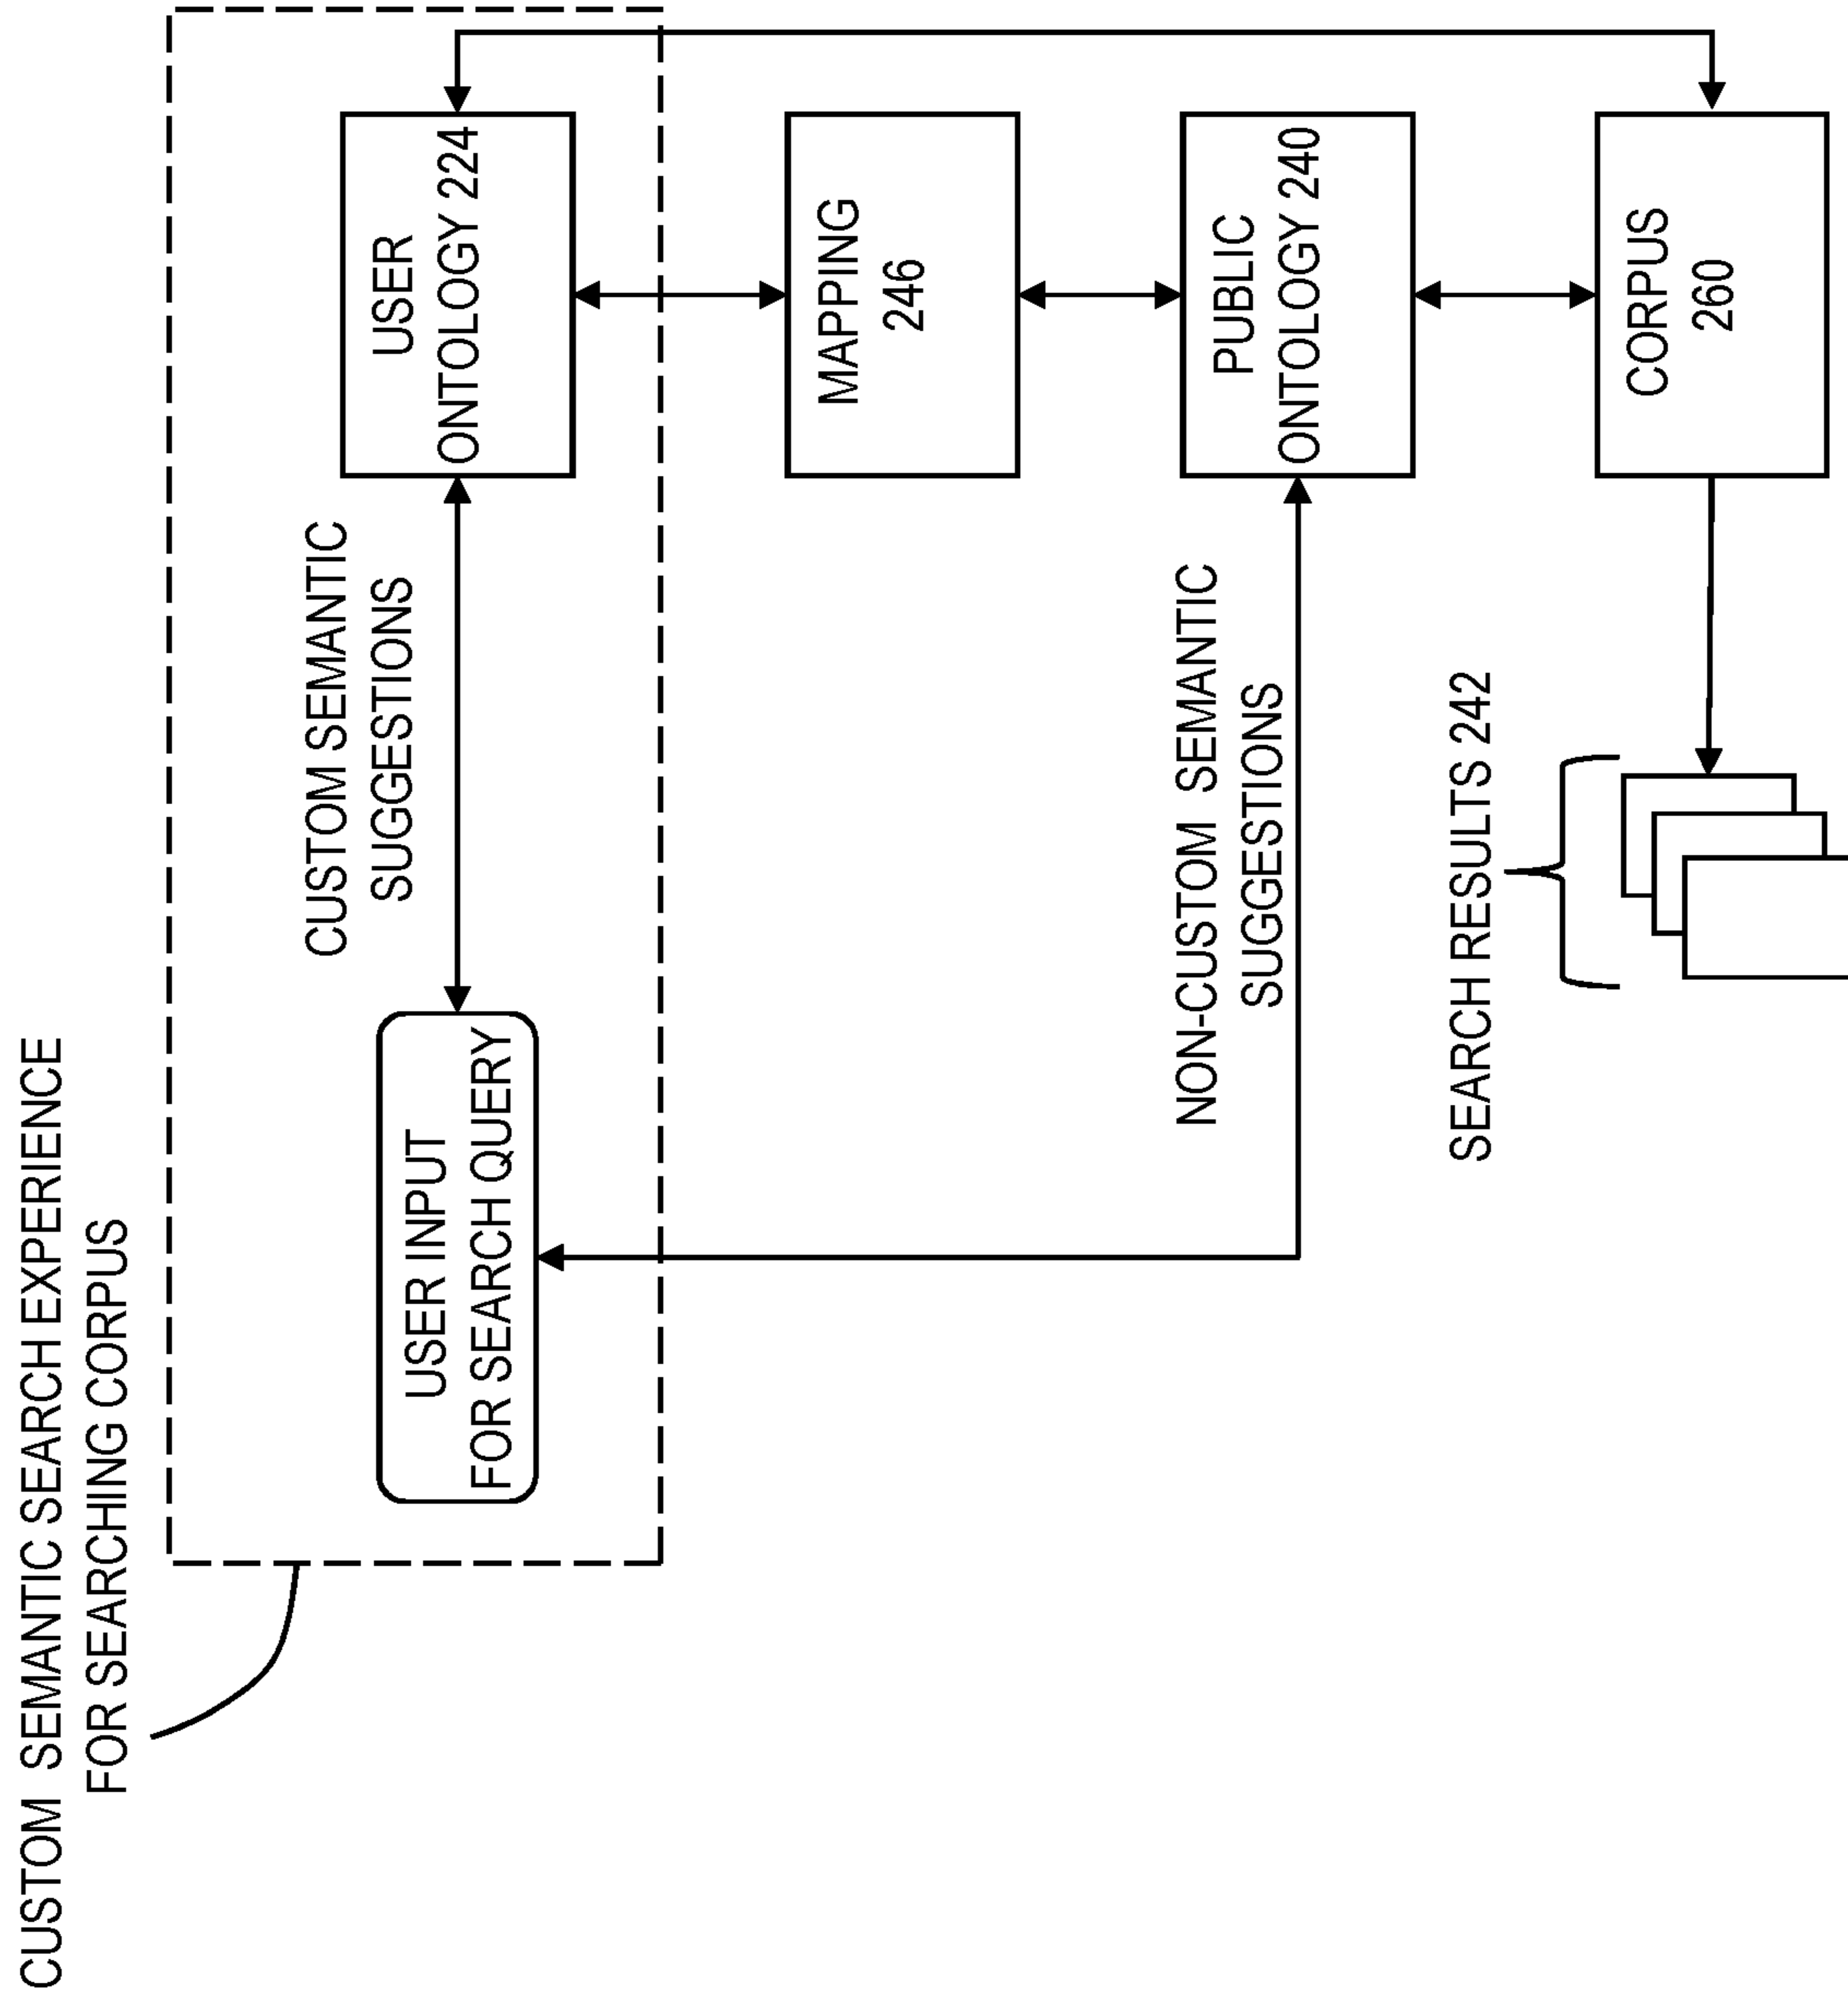 CUSTOM SEMANTIC SEARCH EXPERIENCE
FOR SEARCHING CORPUS
CUSTOM SEMANTIC
SUGGESTIONS
USER INPUT
FOR SEARCH QUERY
USER
ONTOLOGY 224
MAPPING
246
NON-CUSTOM SEMANTIC
SUGGESTIONS
PUBLIC
ONTOLOGY 240
SEARCH RESULTS 242
CORPUS
260